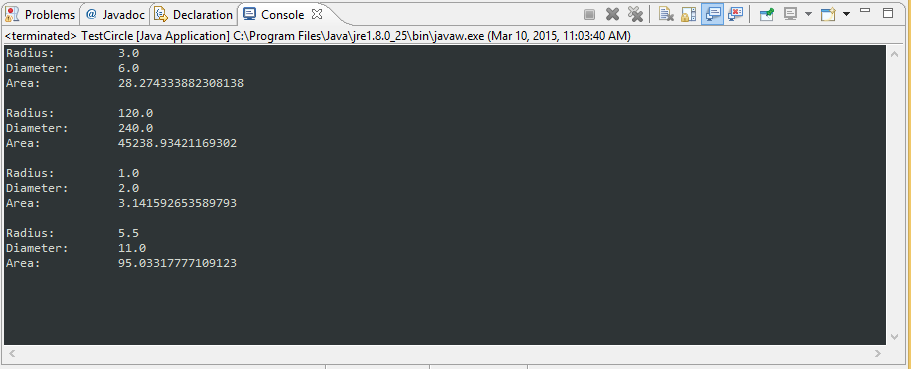 Problems @ Javadoc Declaration Console
<terminated> TestCircle [Java Application] C:\Program Files\Java\jre1.8.0_25\bin\javaw.exe (Mar 10, 2015, 11:03:40 AM)
Radius: 3.0
Diameter: 6.0
Area: 28.274333882308138
Radius: 120.0
Diameter: 240.0
Area: 45238.93421169302
Radius: 1.0
Diameter: 2.0
Area: 3.141592653589793
Radius: 5.5
Diameter: 11.0
Area: 95.03317777109123